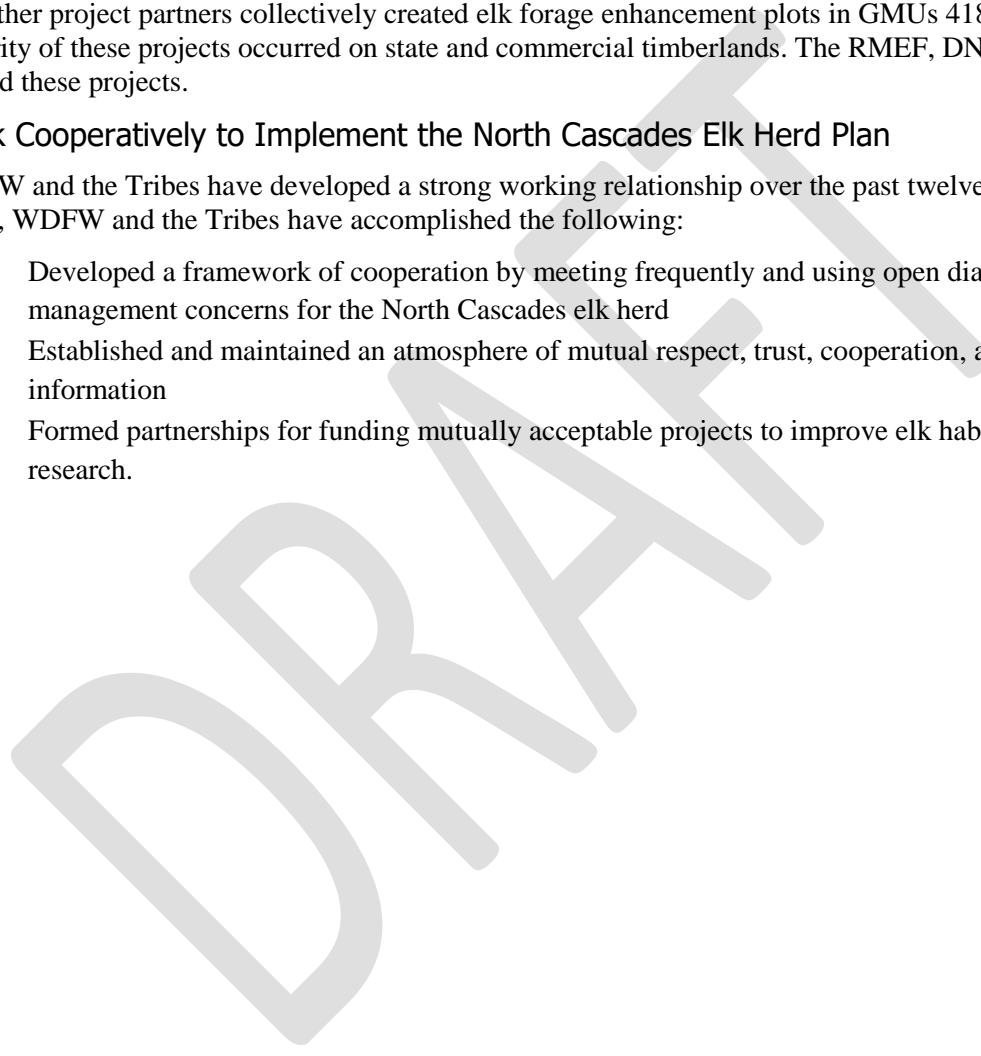 ther project partners collectively created elk forage enhancement plots in GMUs 418
rity of these projects occurred on state and commercial timberlands. The RMEF, DN
d these projects.
k Cooperatively to Implement the North Cascades Elk Herd Plan
W and the Tribes have developed a strong working relationship over the past twelve
, WDFW and the Tribes have accomplished the following:
Developed a framework of cooperation by meeting frequently and using open dia
management concerns for the North Cascades elk herd
Established and maintained an atmosphere of mutual respect, trust, cooperation, a
information
Formed partnerships for funding mutually acceptable projects to improve elk hab
research.
DRAFT